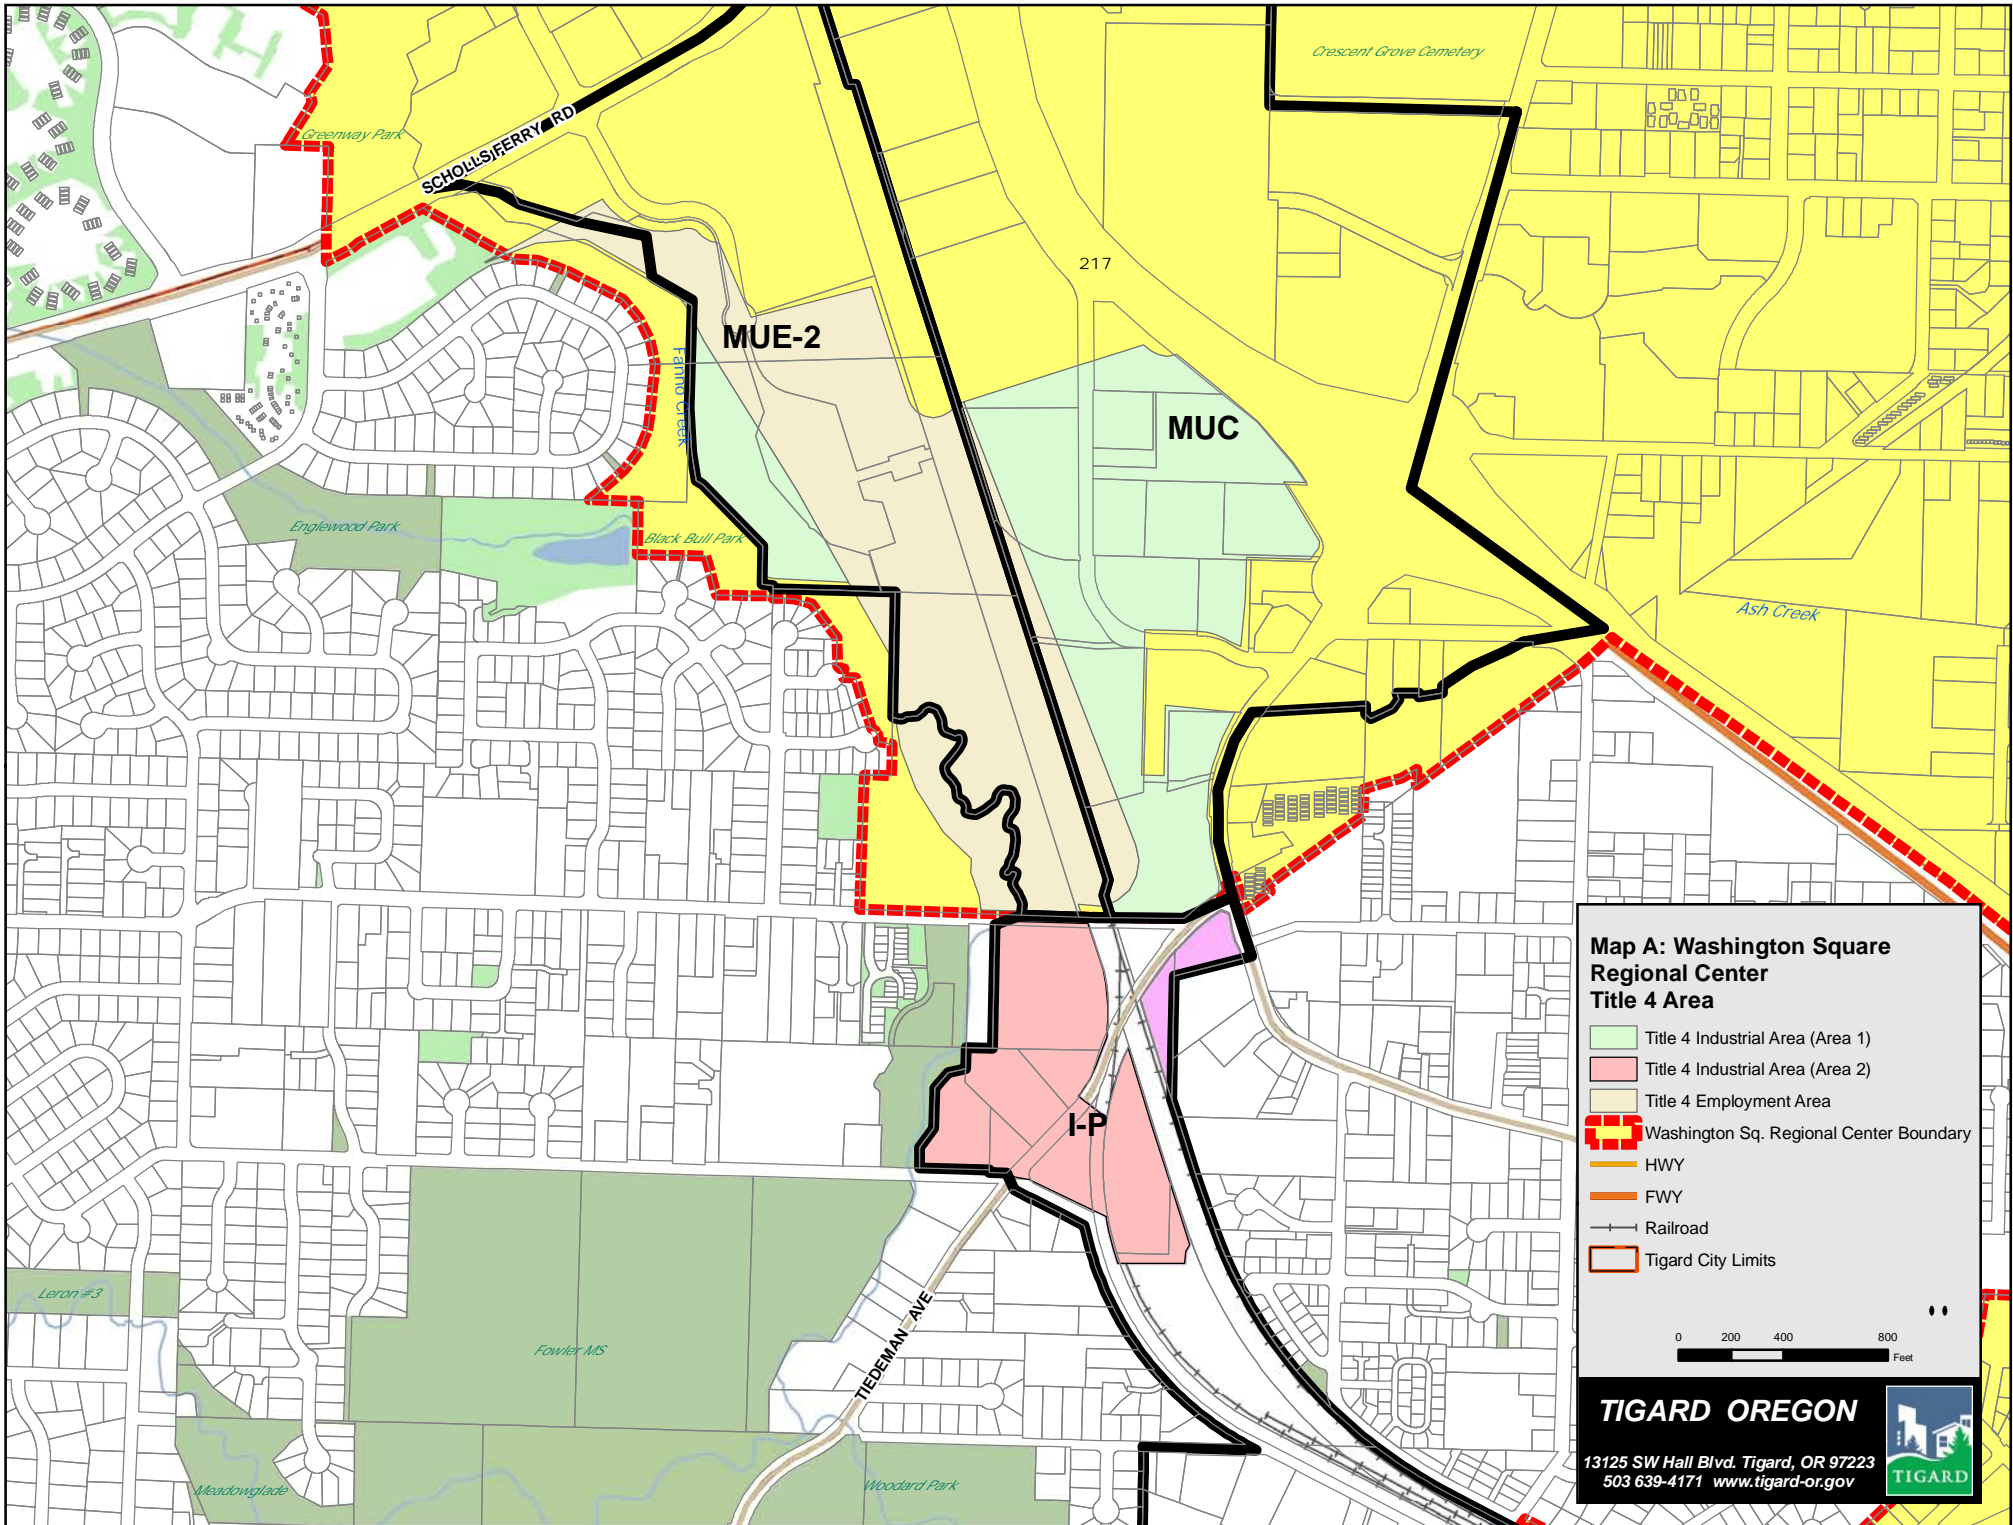 Crescent Grove Cemetery
Greenway Park
SCHOLLS FERRY RD
217
MUE-2
Fanno Creek
MUC
Englewood Park
Black Bull Park
Ash Creek
I-P
Leron #3
Fowler MS
TIEDEMAN AVE
Meadowglade
Woodard Park
Map A: Washington Square
Regional Center
Title 4 Area
Title 4 Industrial Area (Area 1)
Title 4 Industrial Area (Area 2)
Title 4 Employment Area
Washington Sq. Regional Center Boundary
HWY
FWY
Railroad
Tigard City Limits
0 200 400 800
Feet
TIGARD OREGON
13125 SW Hall Blvd. Tigard, OR 97223
503 639-4171 www.tigard-or.gov
TIGARD